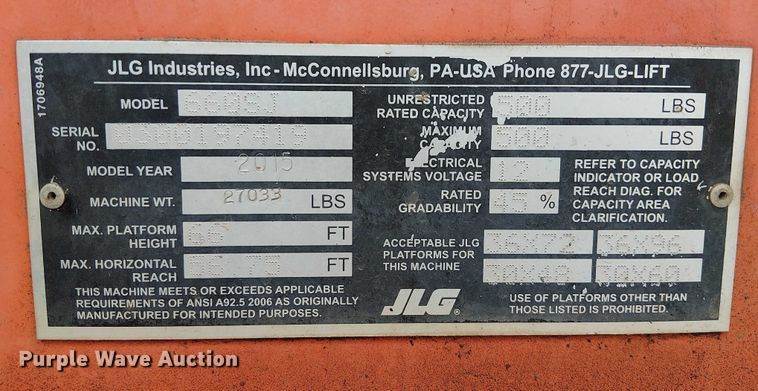 1706948A
JLG Industries, Inc - McConnellsburg, PA-USA Phone 877-JLG-LIFT
MODEL 660SJ
SERIAL NO.
MODEL YEAR 2015
MACHINE WT. 27033 LBS
MAX. PLATFORM HEIGHT 66 FT
MAX. HORIZONTAL REACH FT
THIS MACHINE MEETS OR EXCEEDS APPLICABLE
REQUIREMENTS OF ANSI A92.5 2006 AS ORIGINALLY
MANUFACTURED FOR INTENDED PURPOSES.
UNRESTRICTED RATED CAPACITY 500 LBS
MAXIMUM CAPACITY 500 LBS
ELECTRICAL SYSTEMS VOLTAGE 12
RATED GRADABILITY 45 %
REFER TO CAPACITY
INDICATOR OR LOAD
REACH DIAG. FOR
CAPACITY AREA
CLARIFICATION.
ACCEPTABLE JLG
PLATFORMS FOR
THIS MACHINE
36X72 36X96
30X48 30X60
JLG®
USE OF PLATFORMS OTHER THAN
THOSE LISTED IS PROHIBITED.
Purple Wave Auction